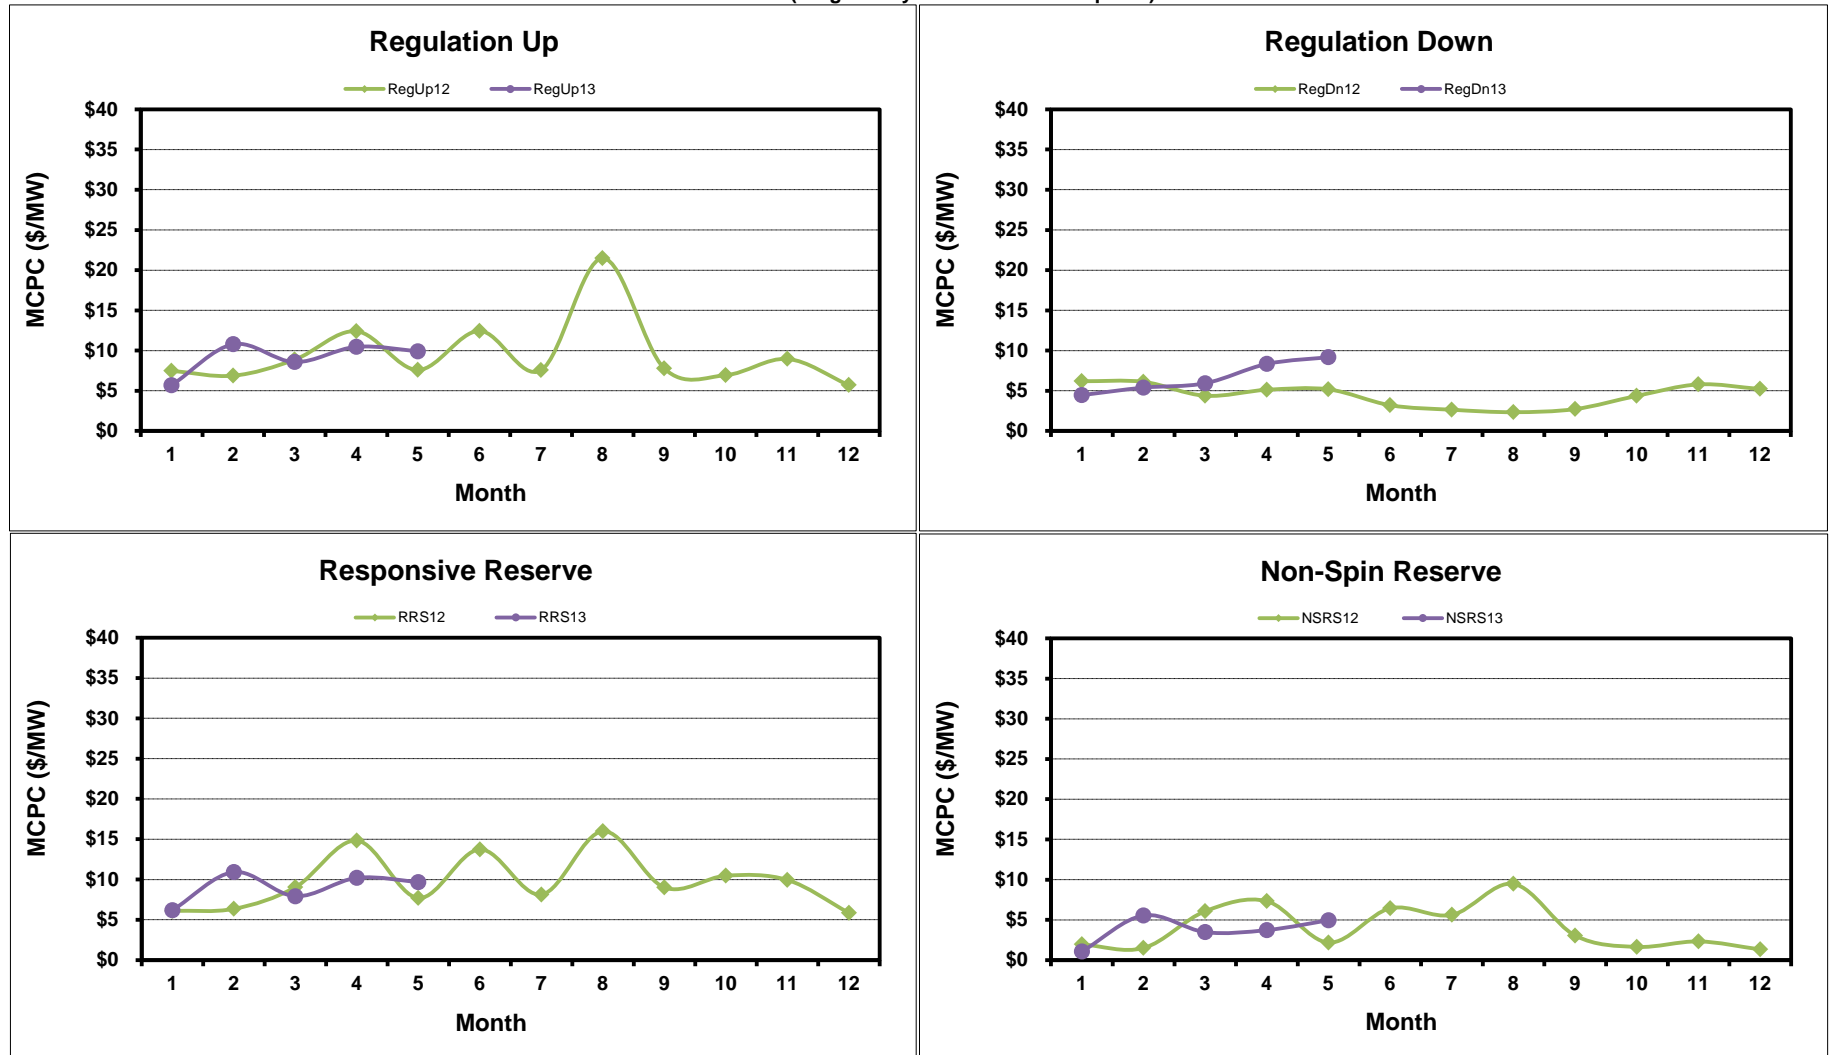 Regulation Up
RegUp12 RegUp13
$40
$35
$30
$25
$20
$15
$10
$5
$0
MCPC ($/MW)
1 2 3 4 5 6 7 8 9 10 11 12
Month
Regulation Down
RegDn12 RegDn13
$40
$35
$30
$25
$20
$15
$10
$5
$0
MCPC ($/MW)
1 2 3 4 5 6 7 8 9 10 11 12
Month
Responsive Reserve
RRS12 RRS13
$40
$35
$30
$25
$20
$15
$10
$5
$0
MCPC ($/MW)
1 2 3 4 5 6 7 8 9 10 11 12
Month
Non-Spin Reserve
NSRS12 NSRS13
$40
$35
$30
$25
$20
$15
$10
$5
$0
MCPC ($/MW)
1 2 3 4 5 6 7 8 9 10 11 12
Month